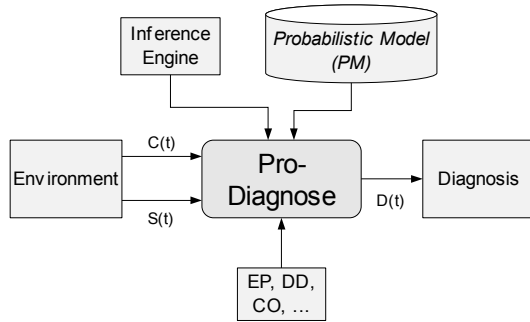 Inference
Engine
Probabilistic Model
(PM)
C(t)
Environment
S(t)
Pro-
Diagnose
D(t)
Diagnosis
EP, DD,
CO, ...